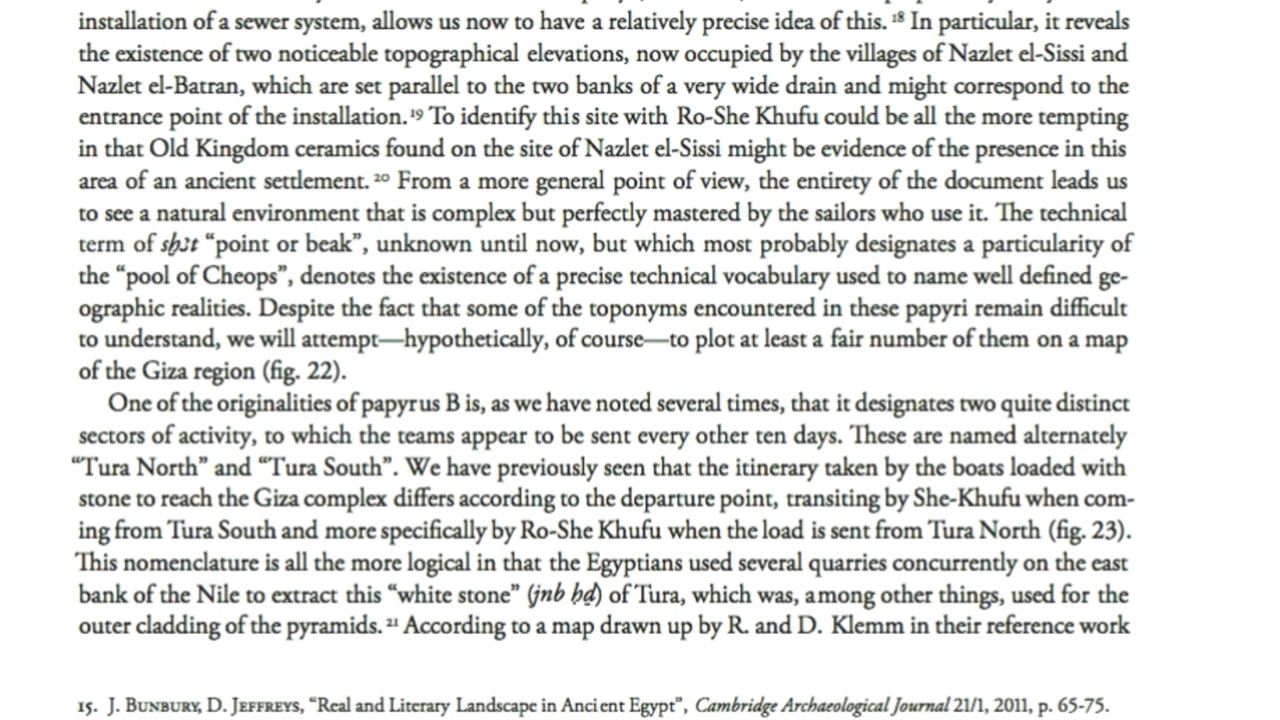 installation of a sewer system, allows us now to have a relatively precise idea of this. 18 In particular, it reveals
the existence of two noticeable topographical elevations, now occupied by the villages of Nazlet el-Sissi and
Nazlet el-Batran, which are set parallel to the two banks of a very wide drain and might correspond to the
entrance point of the installation. 19 To identify this site with Ro-She Khufu could be all the more tempting
in that Old Kingdom ceramics found on the site of Nazlet el-Sissi might be evidence of the presence in this
area of an ancient settlement. 20 From a more general point of view, the entirety of the document leads us
to see a natural environment that is complex but perfectly mastered by the sailors who use it. The technical
term of sḫꜣt “point or beak”, unknown until now, but which most probably designates a particularity of
the “pool of Cheops”, denotes the existence of a precise technical vocabulary used to name well defined ge-
ographic realities. Despite the fact that some of the toponyms encountered in these papyri remain difficult
to understand, we will attempt—hypothetically, of course—to plot at least a fair number of them on a map
of the Giza region (fig. 22).
One of the originalities of papyrus B is, as we have noted several times, that it designates two quite distinct
sectors of activity, to which the teams appear to be sent every other ten days. These are named alternately
“Tura North” and “Tura South”. We have previously seen that the itinerary taken by the boats loaded with
stone to reach the Giza complex differs according to the departure point, transiting by She-Khufu when com-
ing from Tura South and more specifically by Ro-She Khufu when the load is sent from Tura North (fig. 23).
This nomenclature is all the more logical in that the Egyptians used several quarries concurrently on the east
bank of the Nile to extract this “white stone” (jnb ḥḏ) of Tura, which was, among other things, used for the
outer cladding of the pyramids. 21 According to a map drawn up by R. and D. Klemm in their reference work
15. J. Bunbury, D. Jeffreys, “Real and Literary Landscape in Ancient Egypt”, Cambridge Archaeological Journal 21/1, 2011, p. 65-75.